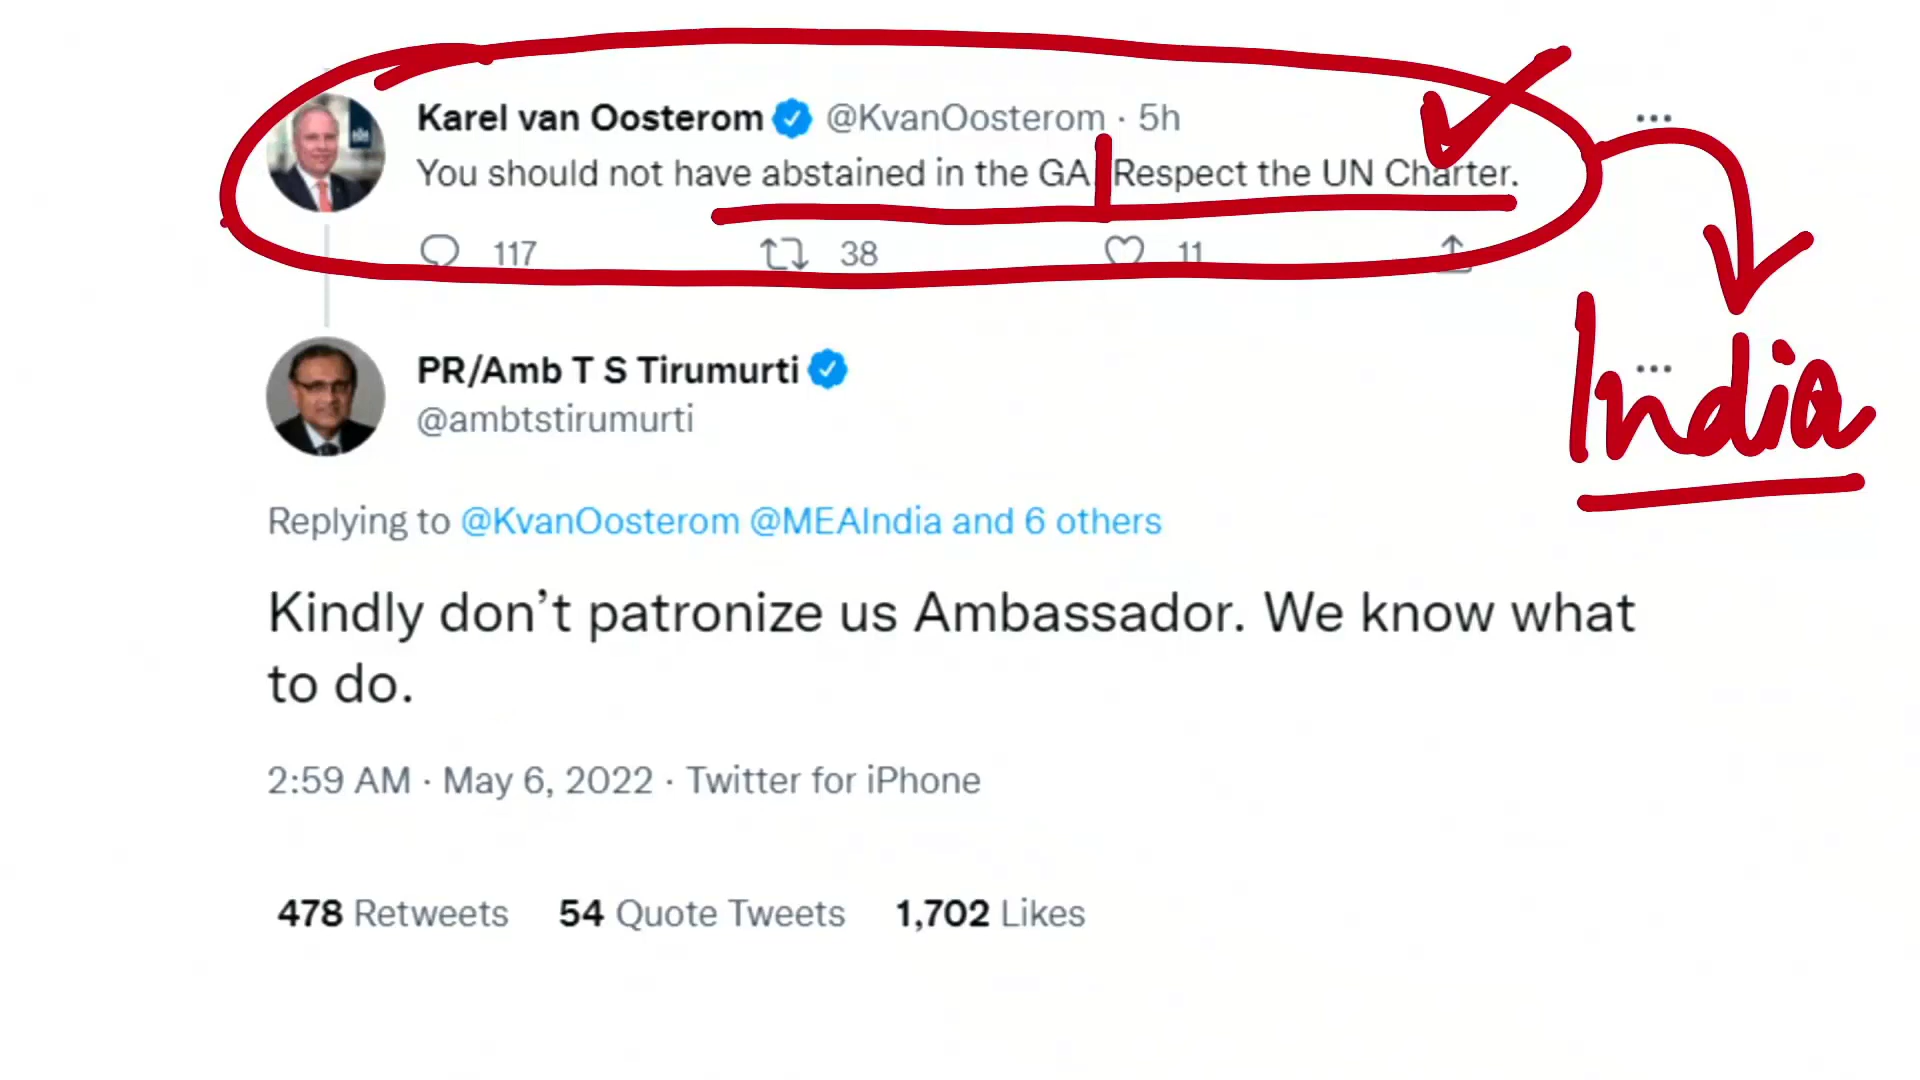 Karel van Oosterom @KvanOosterom · 5h
You should not have abstained in the GA Respect the UN Charter.
117 38 11
India
PR/Amb T S Tirumurti
@ambtstirumurti
Replying to @KvanOosterom @MEAIndia and 6 others
Kindly don’t patronize us Ambassador. We know what
to do.
2:59 AM · May 6, 2022 · Twitter for iPhone
478 Retweets 54 Quote Tweets 1,702 Likes